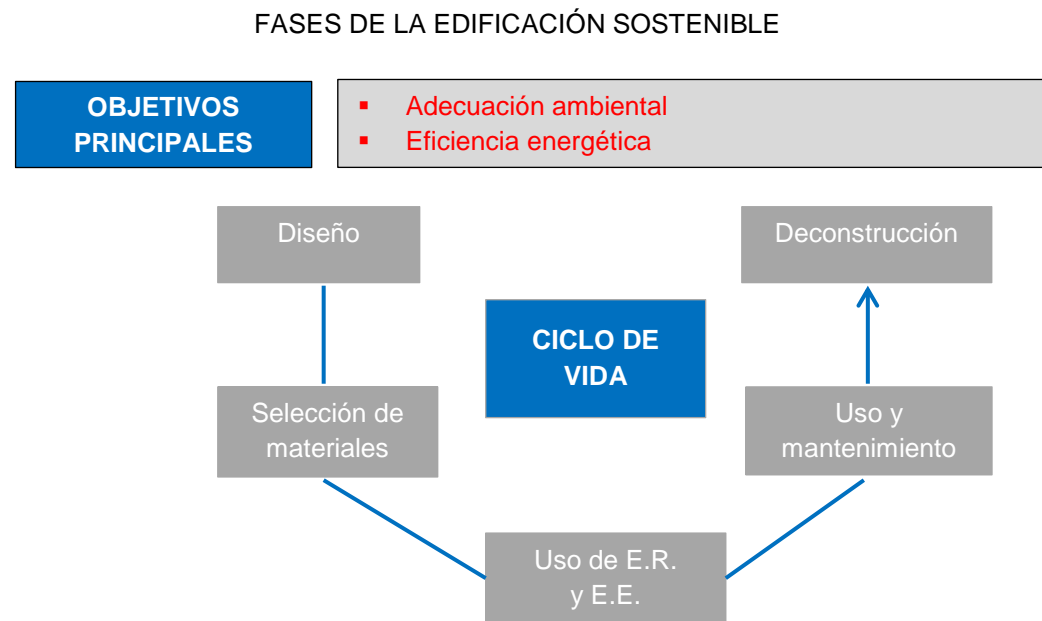 FASES DE LA EDIFICACIÓN SOSTENIBLE
OBJETIVOS
PRINCIPALES
▪ Adecuación ambiental
▪ Eficiencia energética
Diseño
Deconstrucción
CICLO DE
VIDA
Selección de
materiales
Uso y
mantenimiento
Uso de E.R.
y E.E.